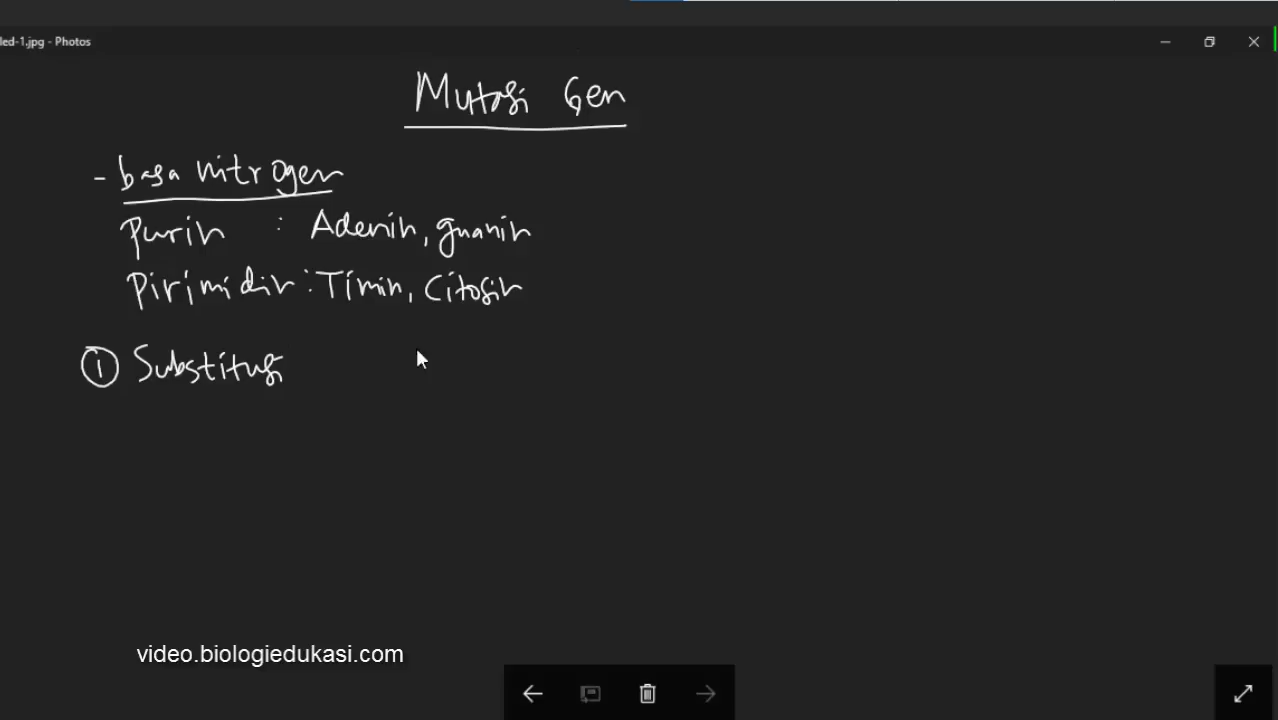 led-1.jpg - Photos
Mutasi Gen
- basa nitrogen
Purin : Adenin, guanin
Pirimidin : Timin, Citosin
① Substitusi
video.biologiedukasi.com